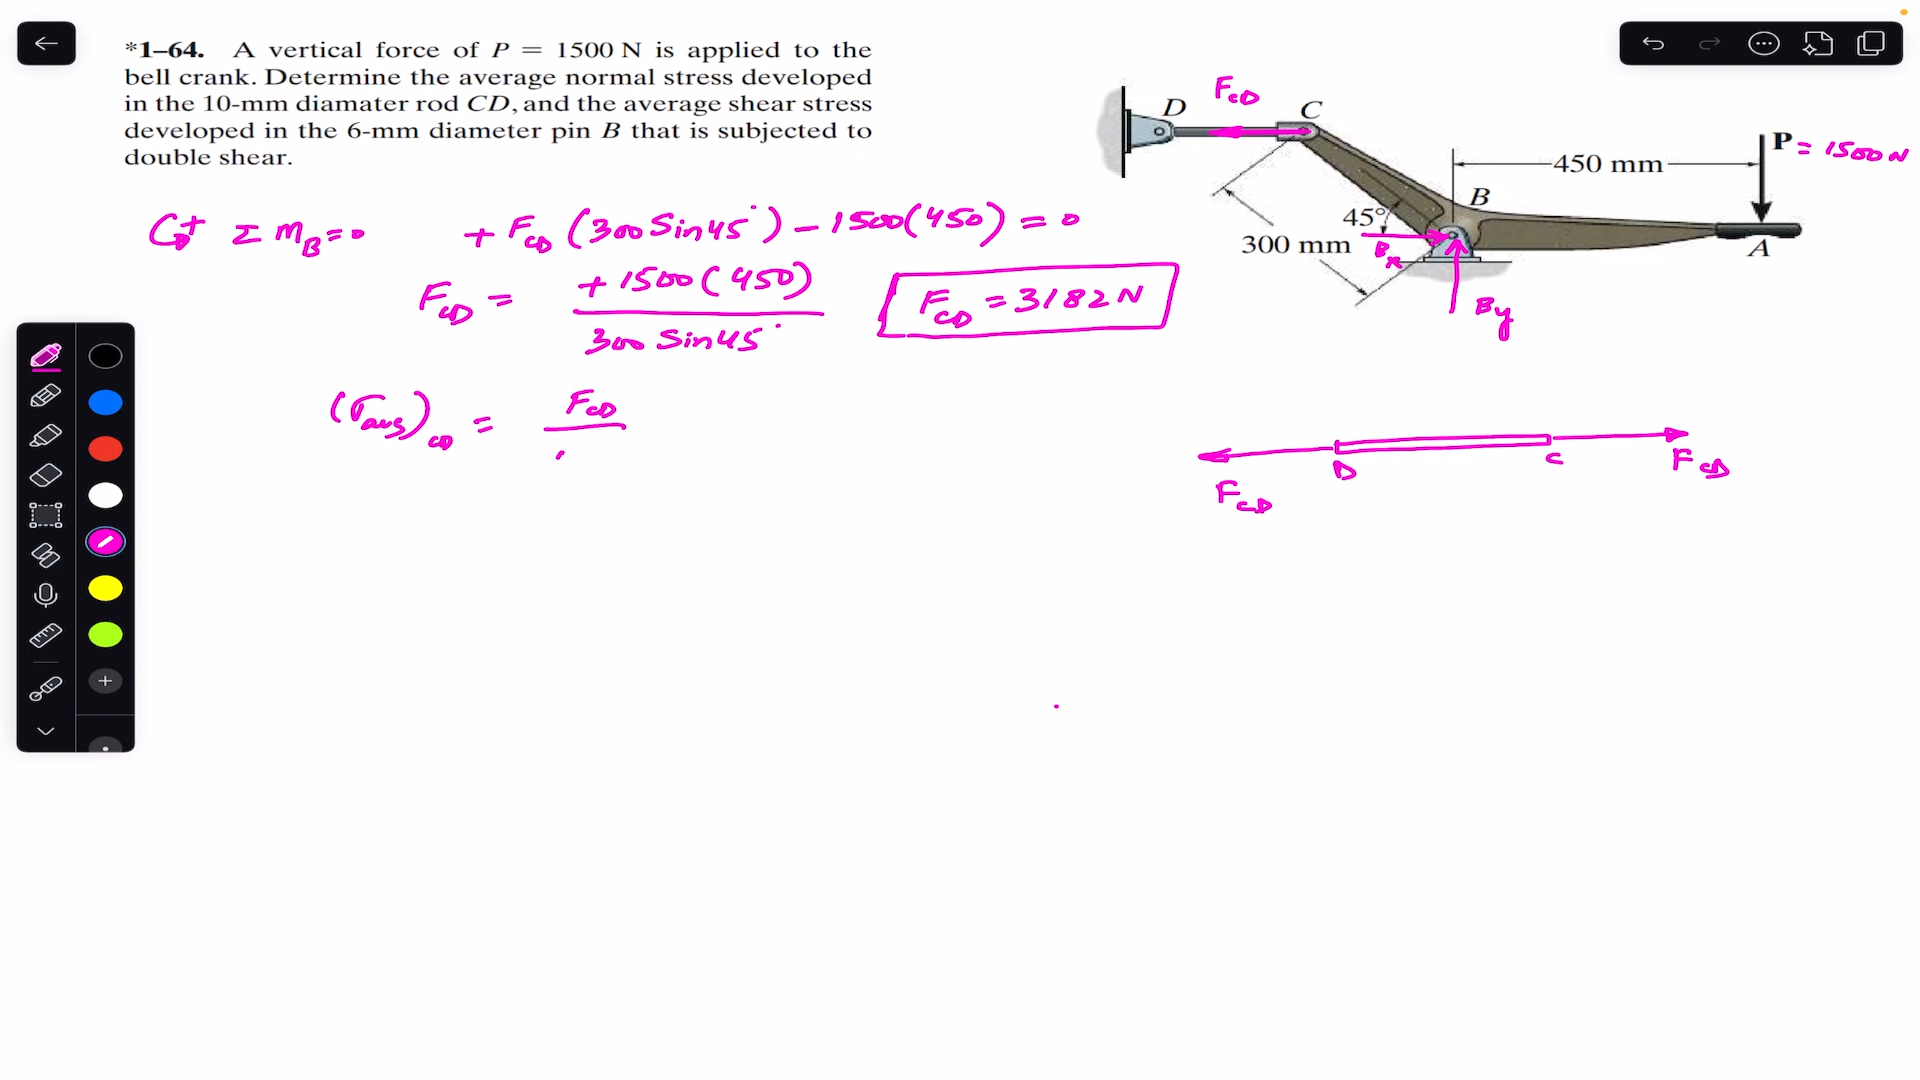 *1–64. A vertical force of P = 1500 N is applied to the
bell crank. Determine the average normal stress developed
in the 10-mm diamater rod CD, and the average shear stress
developed in the 6-mm diameter pin B that is subjected to
double shear.
D
F_CD
C
P = 1500 N
450 mm
B
45°
300 mm
B_x
A
B_y
↺+ Σ M_B = 0 + F_CD (300 Sin45°) − 1500(450) = 0
F_CD = + 1500 (450) / 300 Sin45°
F_CD = 3182 N
(σ_avg)_CD = F_CD
D
C
F_CD
F_CD